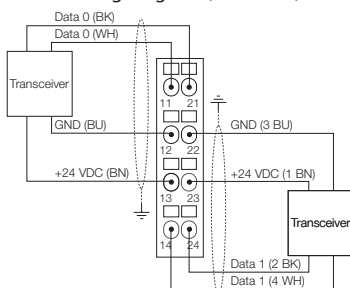 Data 0 (BK)
Data 0 (WH)
Transceiver
11 21
GND (BU)
GND (3 BU)
12 22
+24 VDC (BN)
+24 VDC (1 BN)
13 23
Transceiver
14 24
Data 1 (2 BK)
Data 1 (4 WH)